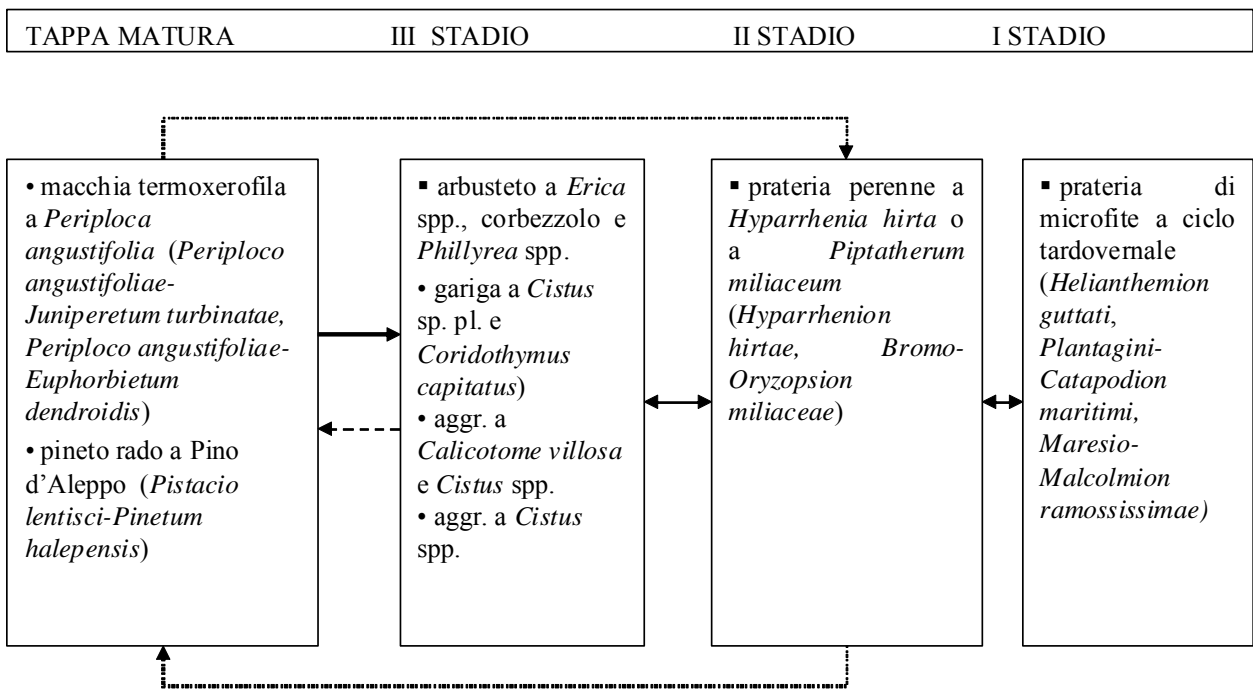 TAPPA MATURA III STADIO II STADIO I STADIO
• macchia termoxerofila
a Periploca
angustifolia (Periploco
angustifoliae-
Juniperetum turbinatae,
Periploco angustifoliae-
Euphorbietum
dendroidis)
• pineto rado a Pino
d'Aleppo (Pistacio
lentisci-Pinetum
halepensis)
▪ arbusteto a Erica
spp., corbezzolo e
Phillyrea spp.
• gariga a Cistus
sp. pl. e
Coridothymus
capitatus)
• aggr. a
Calicotome villosa
e Cistus spp.
• aggr. a Cistus
spp.
▪ prateria perenne a
Hyparrhenia hirta o
a Piptatherum
miliaceum
(Hyparrhenion
hirtae, Bromo-
Oryzopsion
miliaceae)
▪ prateria di
microfite a ciclo
tardovernale
(Helianthemion
guttati,
Plantagini-
Catapodion
maritimi,
Maresio-
Malcolmion
ramossissimae)